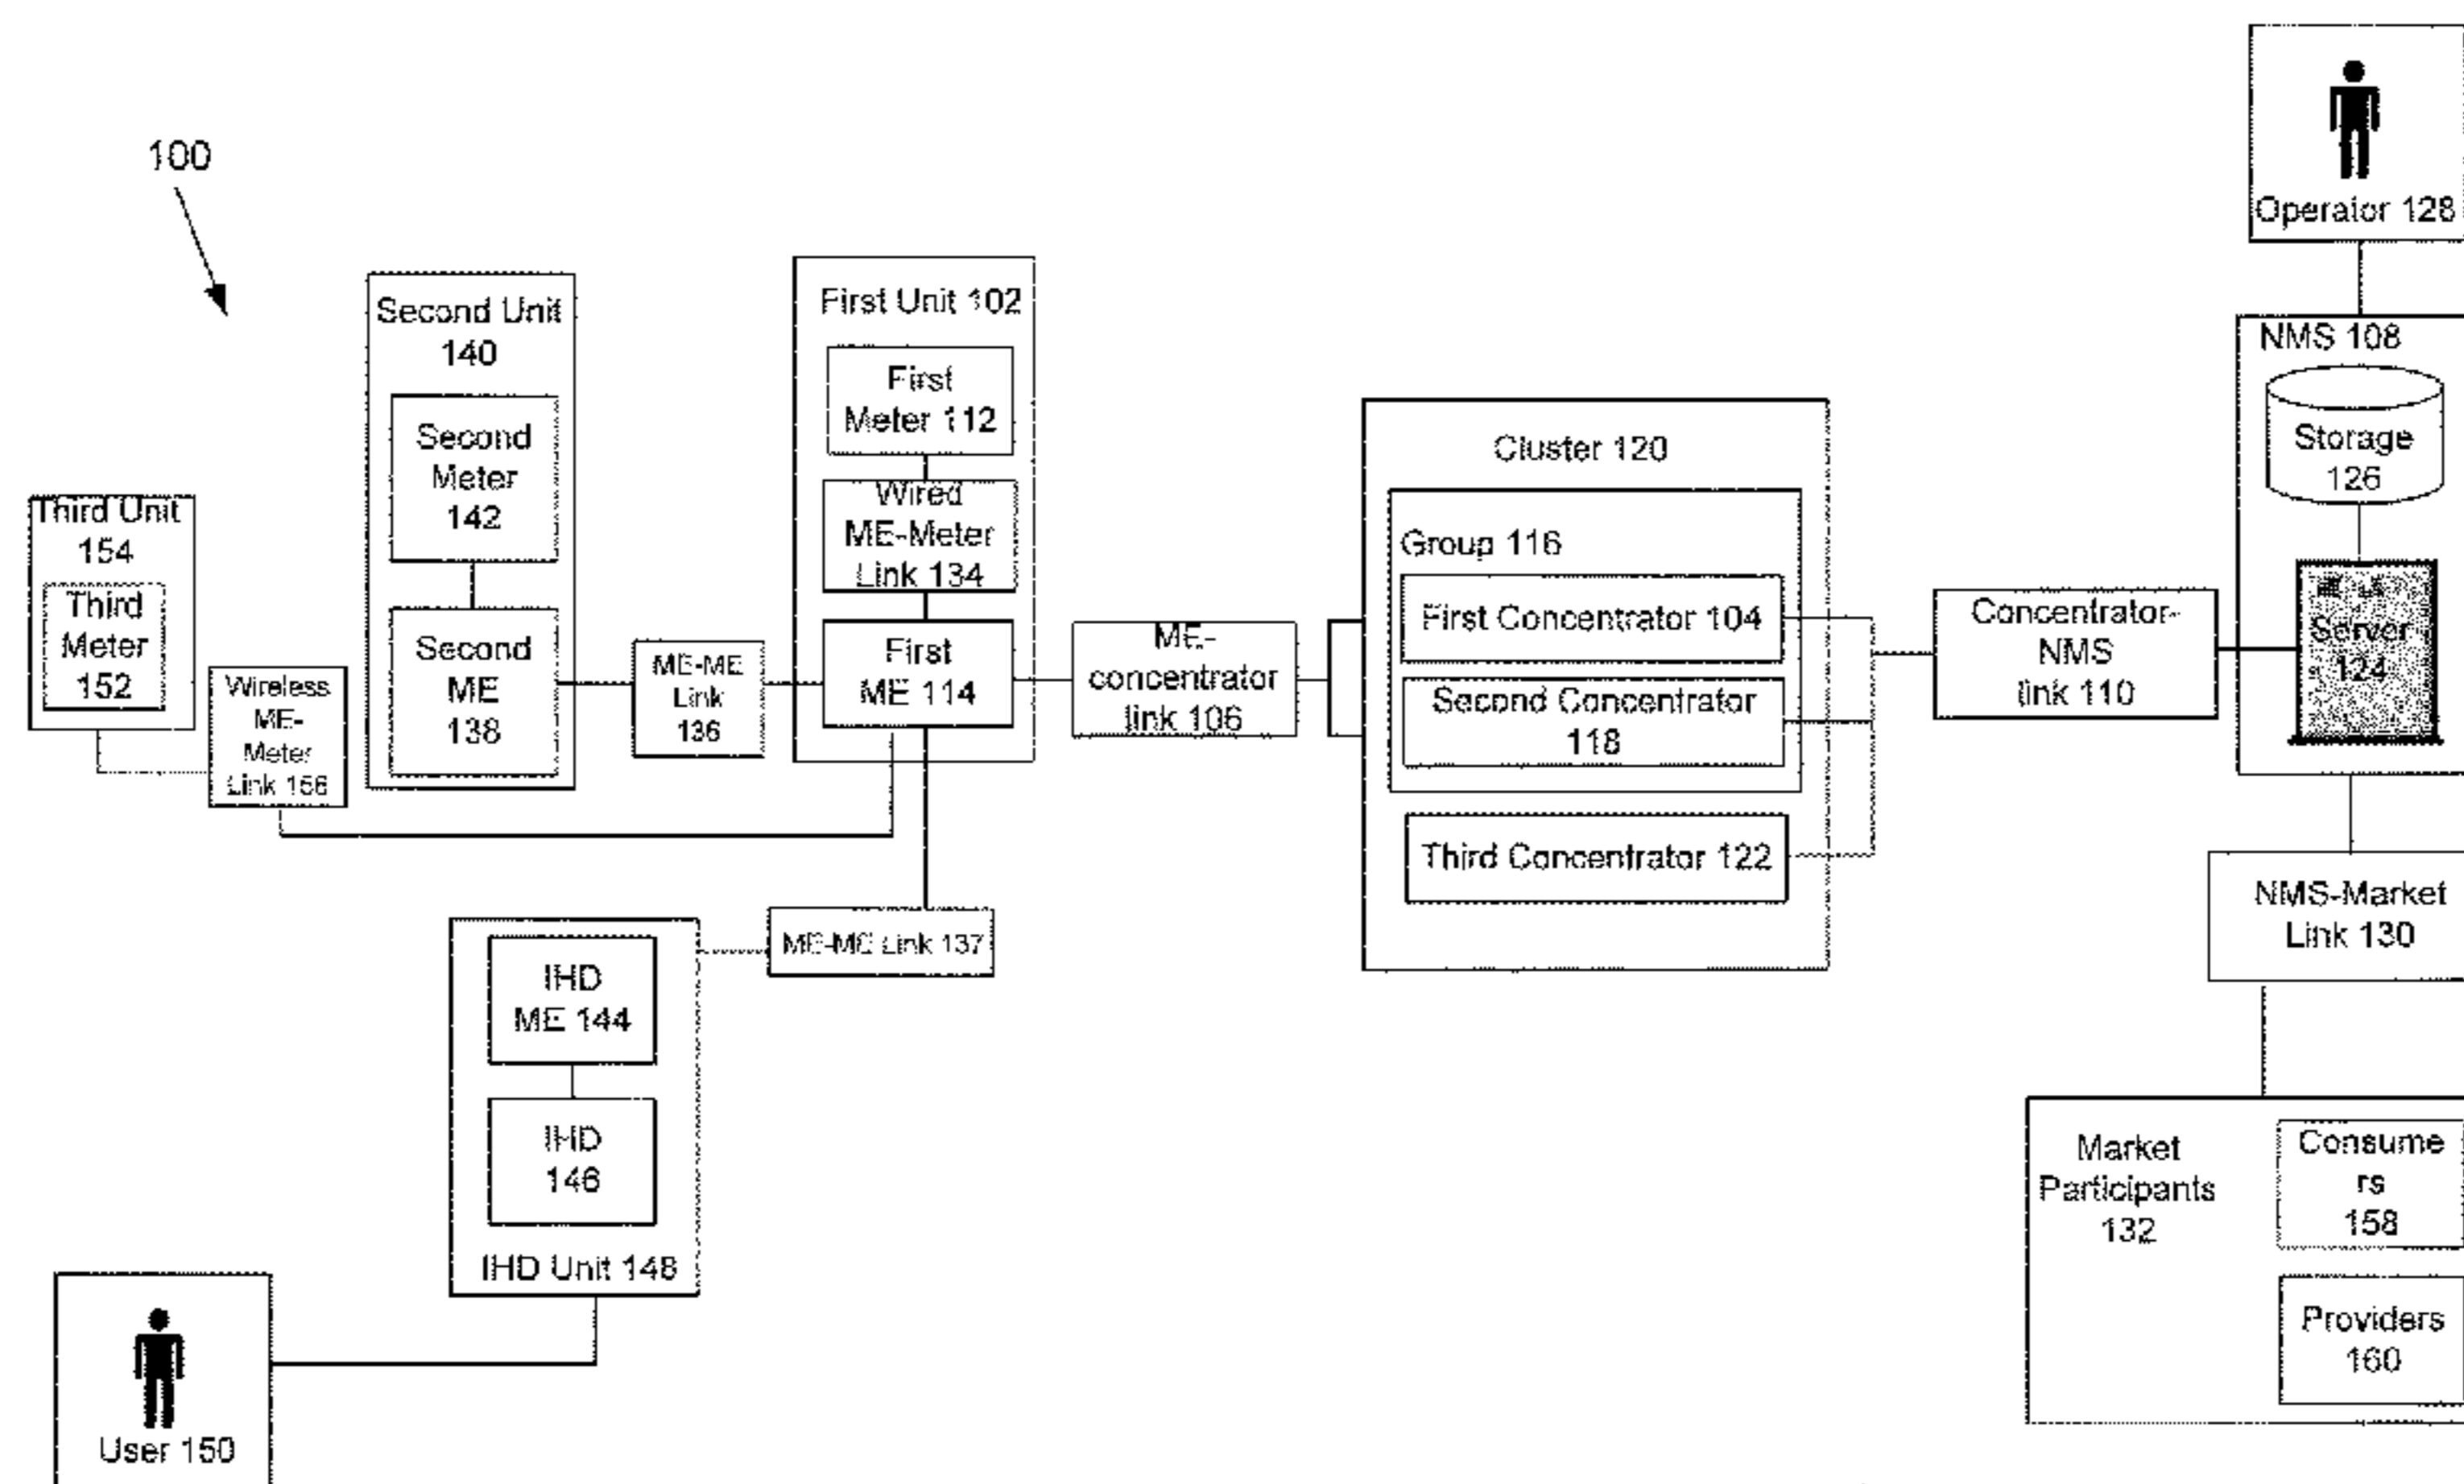 100
Third Unit
154
Third
Meter
152
Wireless
ME-
Meter
Link 156
Second Unit
140
Second
Meter
142
Second
ME
138
ME-ME
Link
136
First Unit 102
First
Meter 112
Wired
ME-Meter
Link 134
First
ME 114
ME-ME Link 137
IHD
ME 144
IHD
146
IHD Unit 148
User 150
ME-
concentrator
link 106
Cluster 120
Group 116
First Concentrator 104
Second Concentrator
118
Third Concentrator 122
Concentrator-
NMS
link 110
Operator 128
NMS 108
Storage
126
Server
124
NMS-Market
Link 130
Market
Participants
132
Consume
rs
158
Providers
160